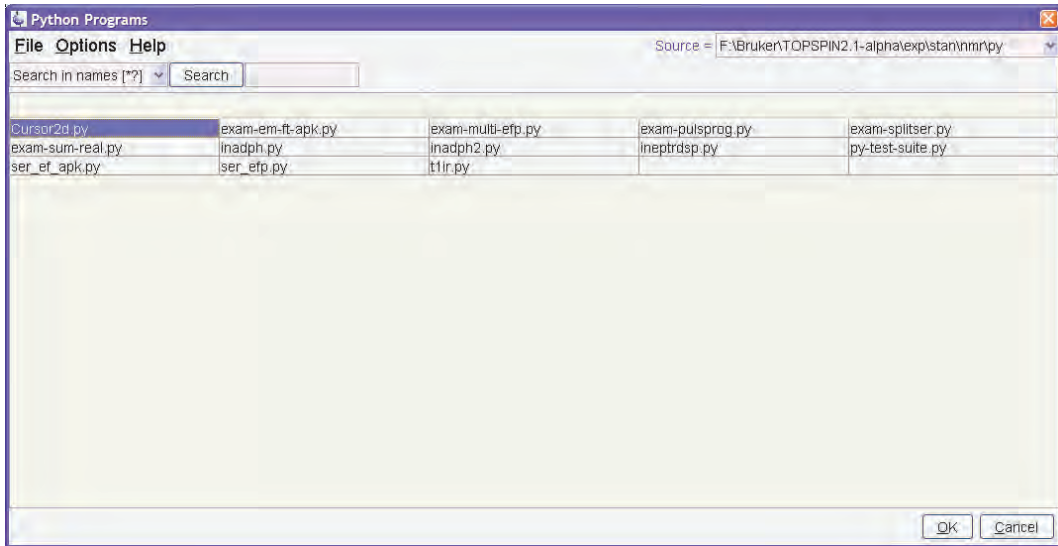 Python Programs
File Options Help Source = F:\Bruker\TOPSPIN2.1-alpha\exp\stan\nmr\py
Search in names [*?] Search
Cursor2d.py exam-em-ft-apk.py exam-multi-efp.py exam-pulsprog.py exam-splitser.py
exam-sum-real.py inadph.py inadph2.py ineptrdsp.py py-test-suite.py
ser_ef_apk.py ser_efp.py t1ir.py
OK Cancel